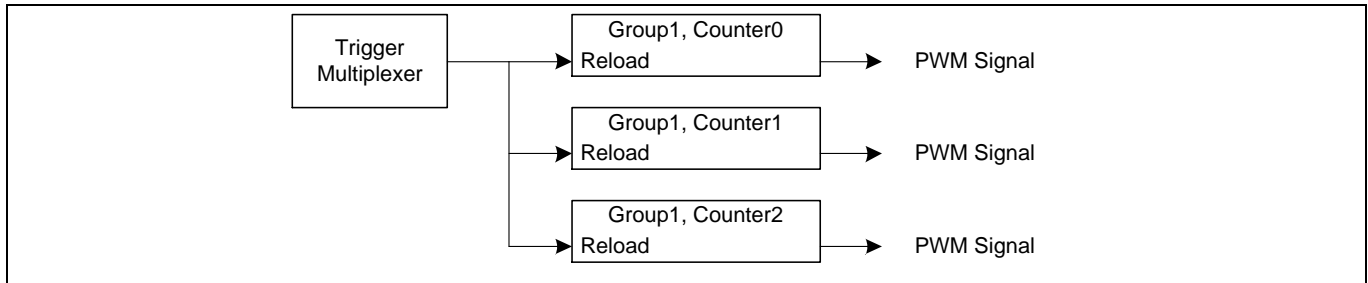 Trigger
Multiplexer
Group1, Counter0
Reload
PWM Signal
Group1, Counter1
Reload
PWM Signal
Group1, Counter2
Reload
PWM Signal